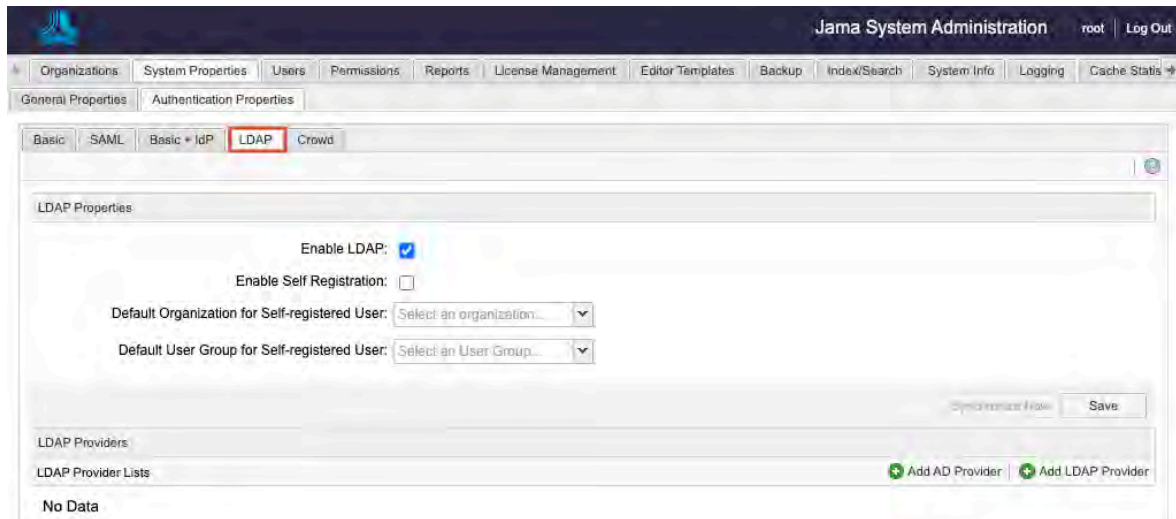 Jama System Administration root Log Out
Organizations System Properties Users Permissions Reports License Management Editor Templates Backup Index/Search System Info Logging Cache Statis
General Properties Authentication Properties
Basic SAML Basic + IdP LDAP Crowd
LDAP Properties
Enable LDAP:
Enable Self Registration:
Default Organization for Self-registered User: Select an organization...
Default User Group for Self-registered User: Select an User Group...
Synchronize Now Save
LDAP Providers
LDAP Provider Lists Add AD Provider Add LDAP Provider
No Data